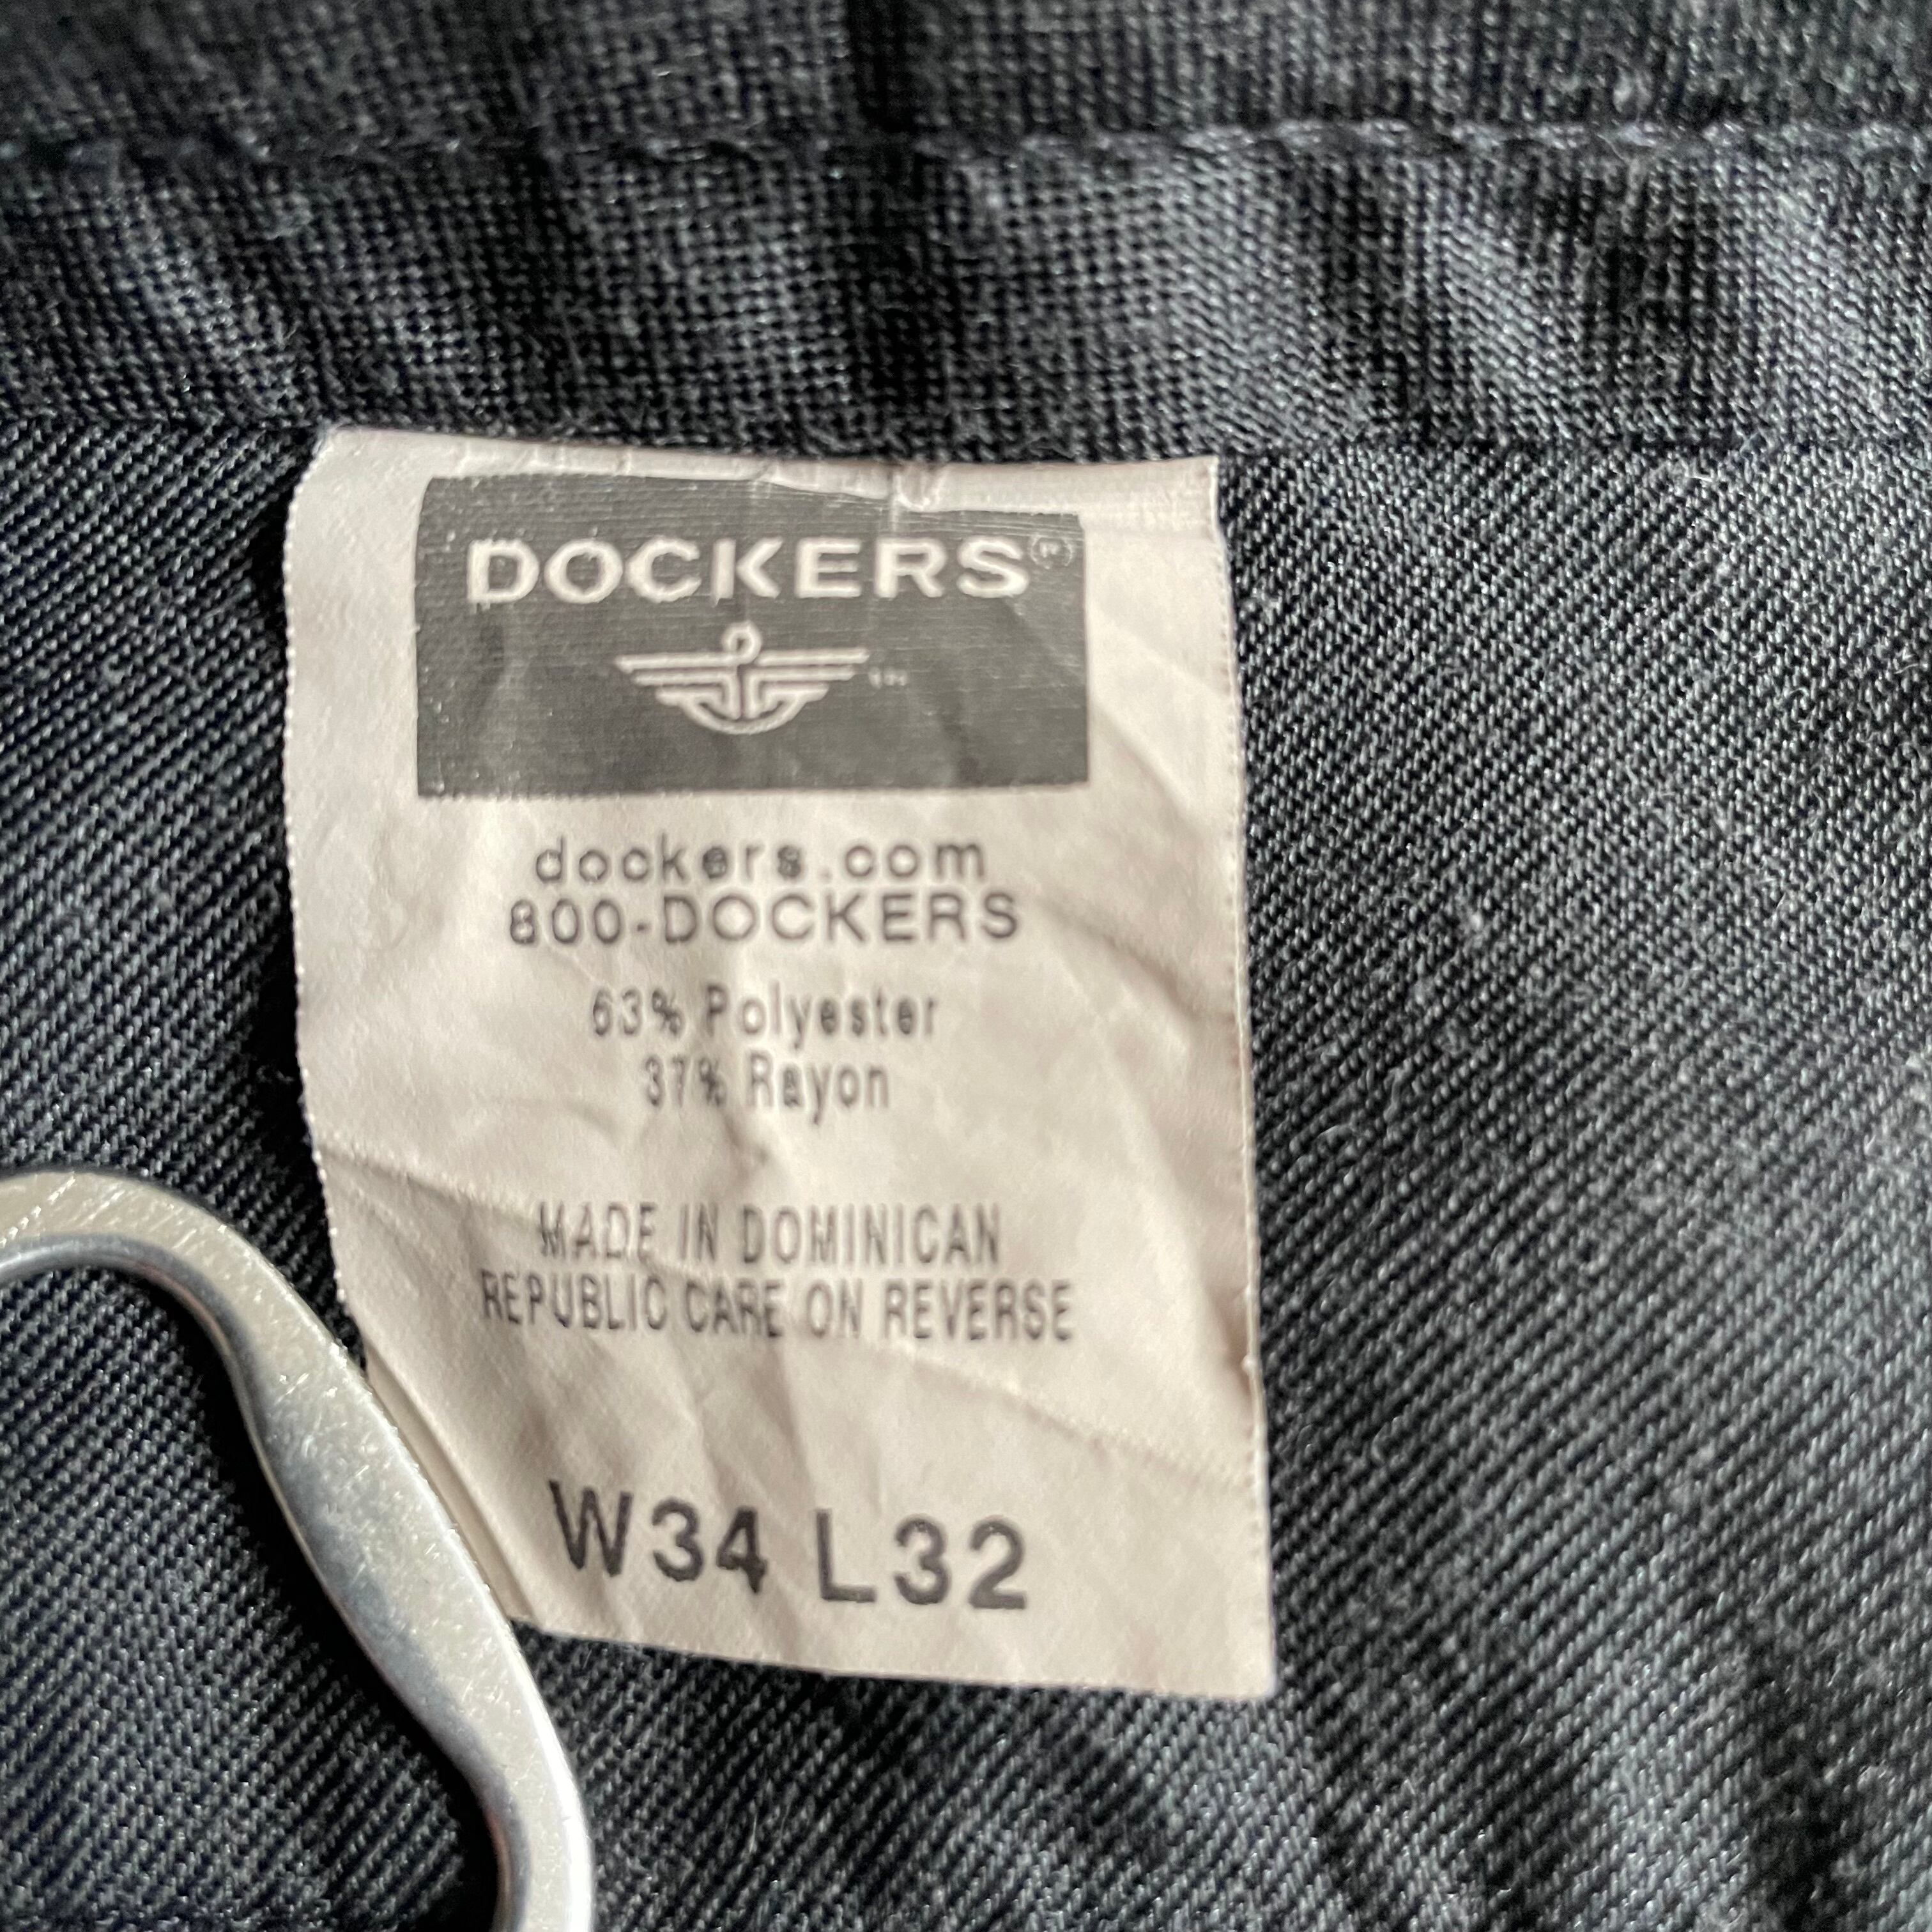 DOCKERS®
dockers.com
800-DOCKERS
63% Polyester
37% Rayon
MADE IN DOMINICAN
REPUBLIC CARE ON REVERSE
W34 L32